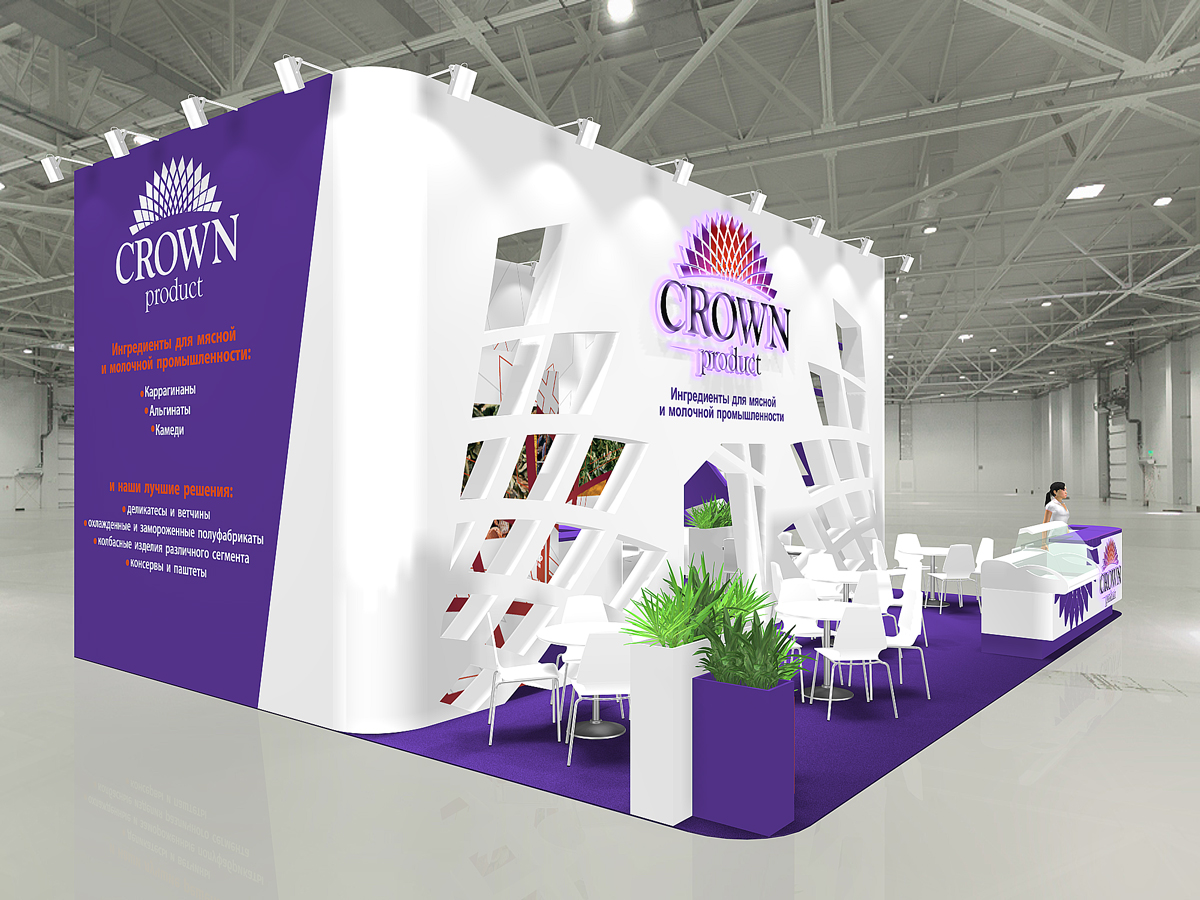 CROWN
product
Ингредиенты для мясной
и молочной промышленности:
Каррагинаны
Альгинаты
Камеди
и наши лучшие решения:
деликатесы и ветчины
охлажденные и замороженные полуфабрикаты
колбасные изделия различного сегмента
консервы и паштеты
CROWN
product
Ингредиенты для мясной
и молочной промышленности
CROWN
product